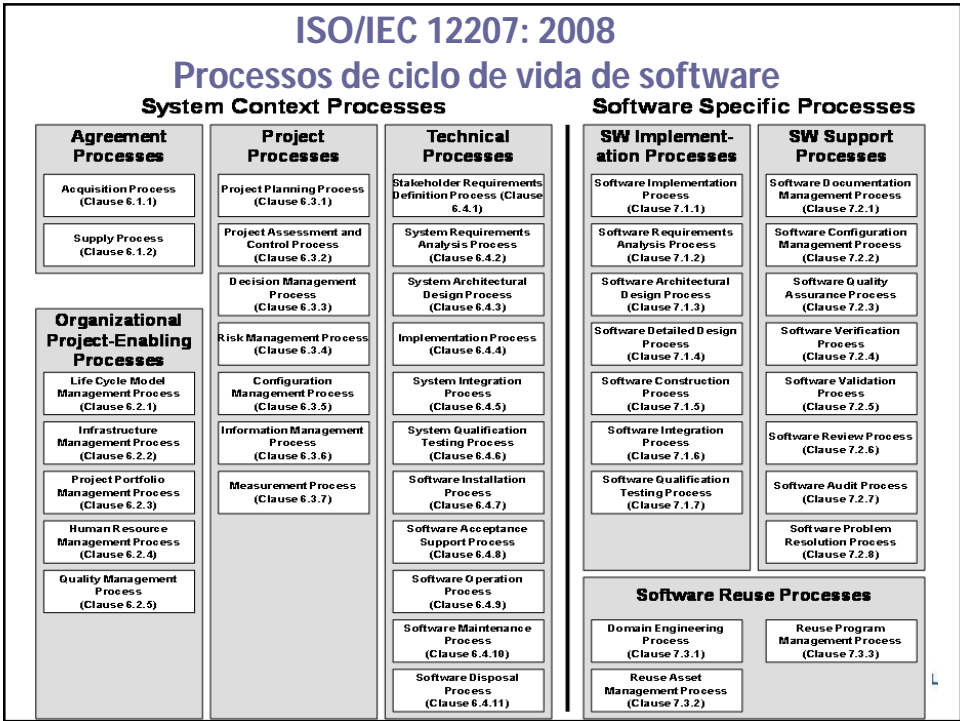 ISO/IEC 12207: 2008
Processos de ciclo de vida de software
System Context Processes
Software Specific Processes
Agreement
Processes
Acquisition Process
(Clause 6.1.1)
Supply Process
(Clause 6.1.2)
Organizational
Project-Enabling
Processes
Life Cycle Model
Management Process
(Clause 6.2.1)
Infrastructure
Management Process
(Clause 6.2.2)
Project Portfolio
Management Process
(Clause 6.2.3)
Human Resource
Management Process
(Clause 6.2.4)
Quality Management
Process
(Clause 6.2.5)
Project
Processes
Project Planning Process
(Clause 6.3.1)
Project Assessment and
Control Process
(Clause 6.3.2)
Decision Management
Process
(Clause 6.3.3)
Risk Management Process
(Clause 6.3.4)
Configuration
Management Process
(Clause 6.3.5)
Information Management
Process
(Clause 6.3.6)
Measurement Process
(Clause 6.3.7)
Technical
Processes
Stakeholder Requirements
Definition Process (Clause
6.4.1)
System Requirements
Analysis Process
(Clause 6.4.2)
System Architectural
Design Process
(Clause 6.4.3)
Implementation Process
(Clause 6.4.4)
System Integration
Process
(Clause 6.4.5)
System Qualification
Testing Process
(Clause 6.4.6)
Software Installation
Process
(Clause 6.4.7)
Software Acceptance
Support Process
(Clause 6.4.8)
Software Operation
Process
(Clause 6.4.9)
Software Maintenance
Process
(Clause 6.4.10)
Software Disposal
Process
(Clause 6.4.11)
SW Implement-
ation Processes
Software Implementation
Process
(Clause 7.1.1)
Software Requirements
Analysis Process
(Clause 7.1.2)
Software Architectural
Design Process
(Clause 7.1.3)
Software Detailed Design
Process
(Clause 7.1.4)
Software Construction
Process
(Clause 7.1.5)
Software Integration
Process
(Clause 7.1.6)
Software Qualification
Testing Process
(Clause 7.1.7)
SW Support
Processes
Software Documentation
Management Process
(Clause 7.2.1)
Software Configuration
Management Process
(Clause 7.2.2)
Software Quality
Assurance Process
(Clause 7.2.3)
Software Verification
Process
(Clause 7.2.4)
Software Validation
Process
(Clause 7.2.5)
Software Review Process
(Clause 7.2.6)
Software Audit Process
(Clause 7.2.7)
Software Problem
Resolution Process
(Clause 7.2.8)
Software Reuse Processes
Domain Engineering
Process
(Clause 7.3.1)
Reuse Asset
Management Process
(Clause 7.3.2)
Reuse Program
Management Process
(Clause 7.3.3)